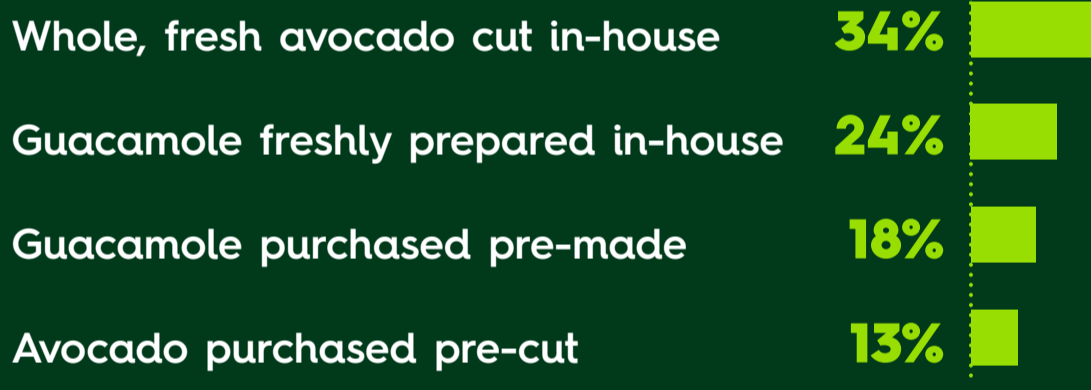 Whole, fresh avocado cut in-house 34%
Guacamole freshly prepared in-house 24%
Guacamole purchased pre-made 18%
Avocado purchased pre-cut 13%